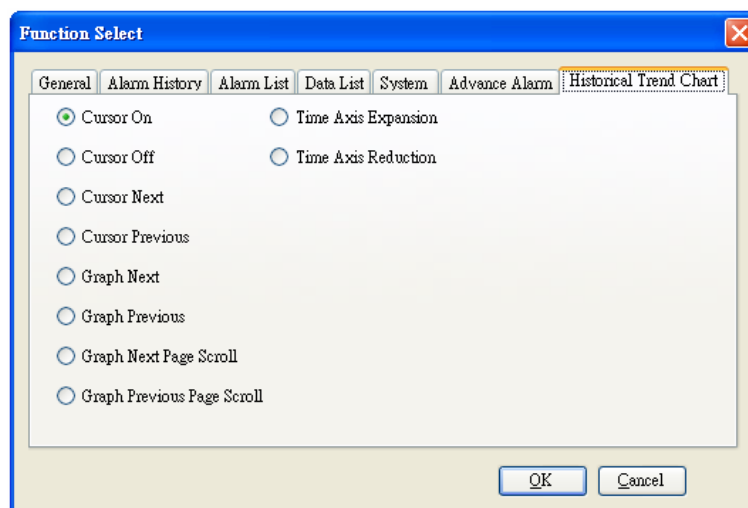 Function Select
General Alarm History Alarm List Data List System Advance Alarm Historical Trend Chart
Cursor On Time Axis Expansion
Cursor Off Time Axis Reduction
Cursor Next
Cursor Previous
Graph Next
Graph Previous
Graph Next Page Scroll
Graph Previous Page Scroll
OK Cancel